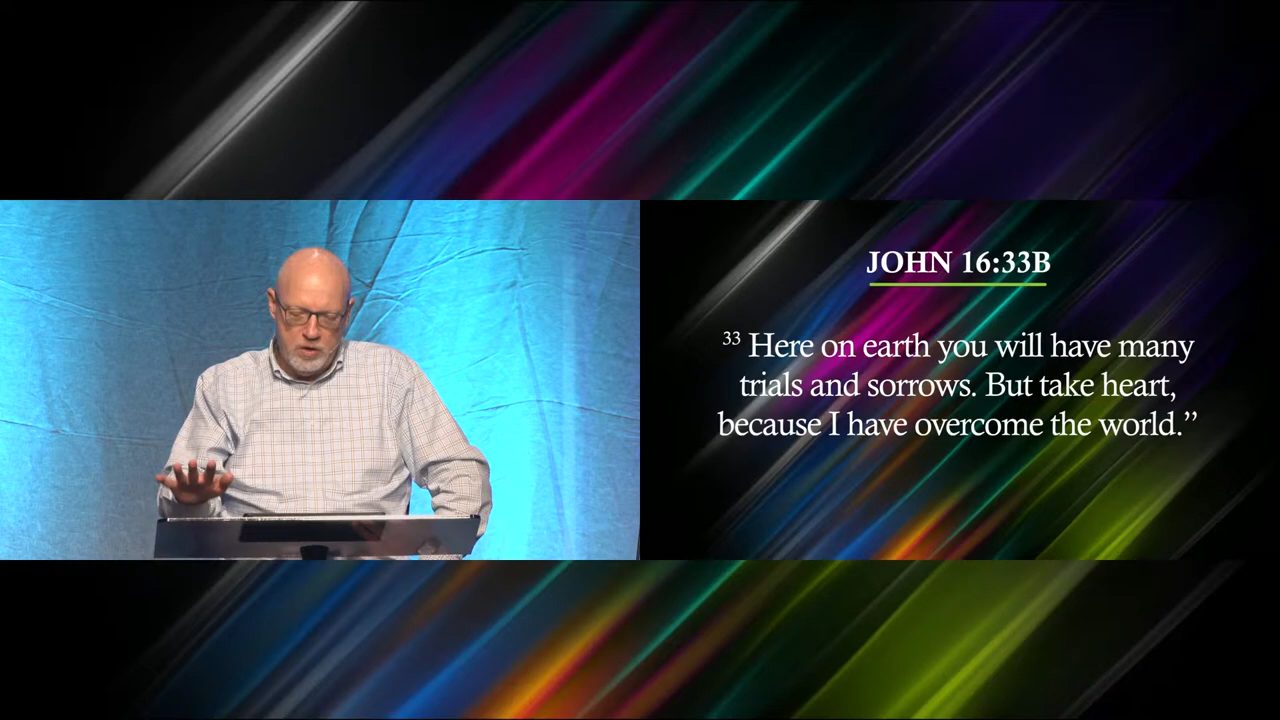 JOHN 16:33B
33 Here on earth you will have many
trials and sorrows. But take heart,
because I have overcome the world.”